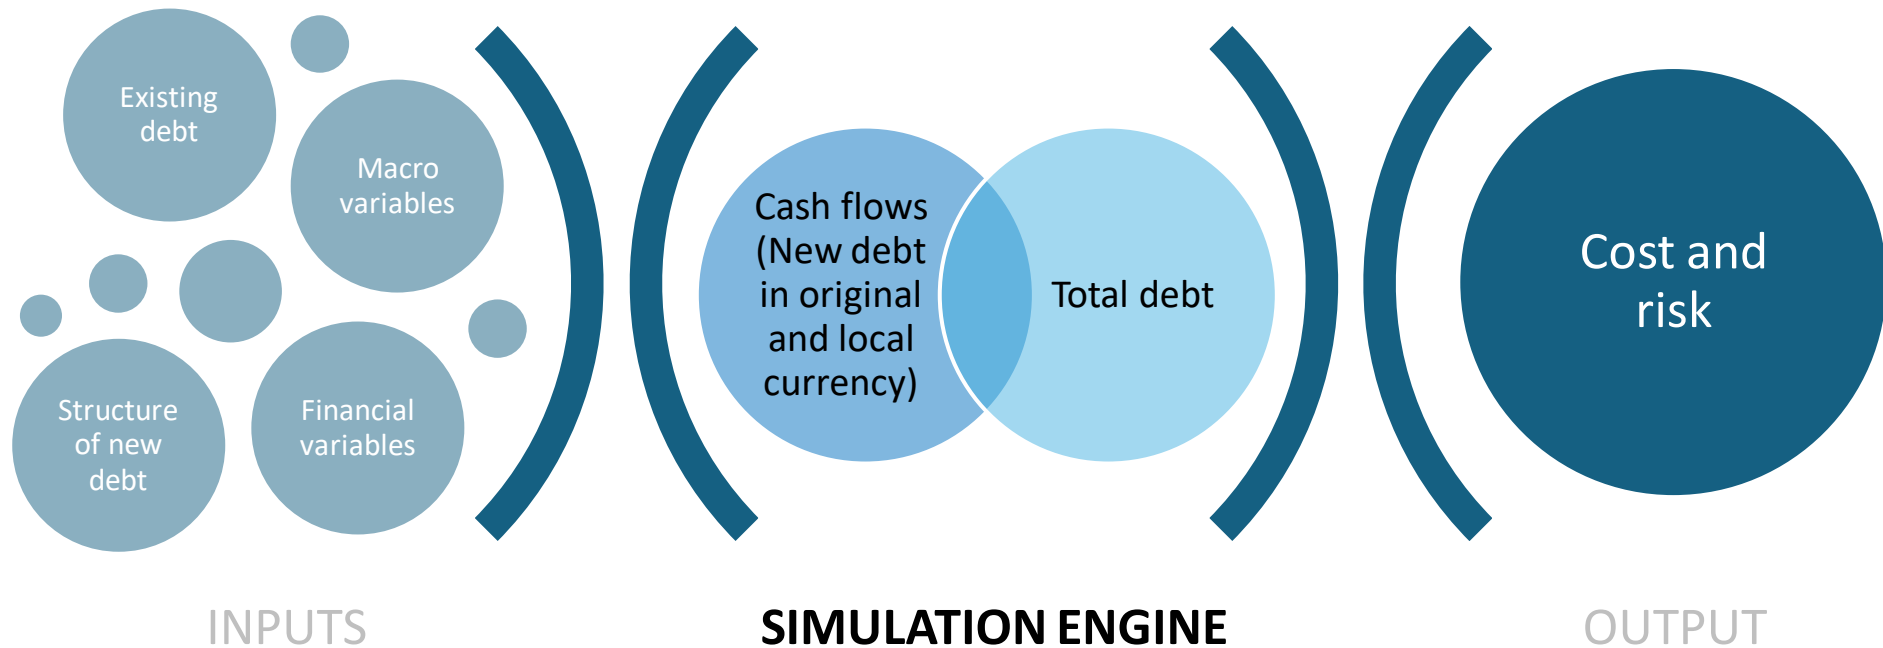 Existing
debt
Macro
variables
Structure
of new
debt
Financial
variables
Cash flows
(New debt
in original
and local
currency)
Total debt
Cost and
risk
INPUTS
SIMULATION ENGINE
OUTPUT